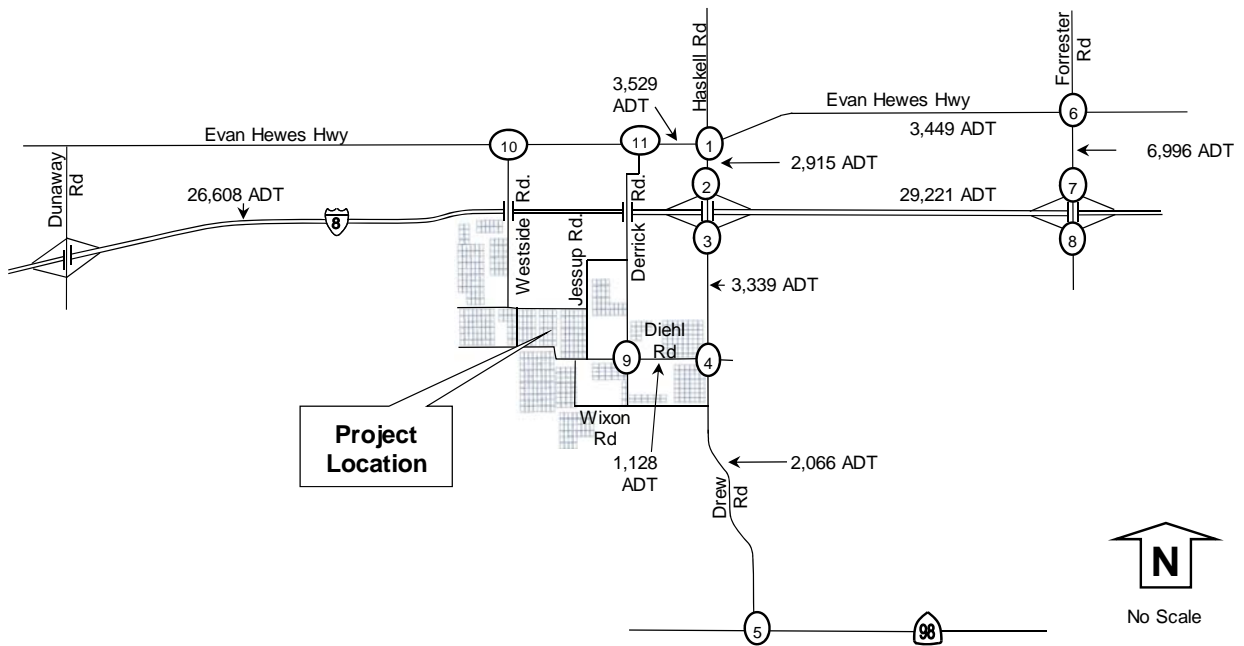 Haskell Rd
Forrester
Rd
3,529
ADT
Evan Hewes Hwy
6
3,449 ADT
Evan Hewes Hwy
10
11
1
2,915 ADT
6,996 ADT
Dunaway
Rd
26,608 ADT
8
Westside Rd.
Jessup Rd.
Derrick Rd.
2
3
29,221 ADT
7
8
3,339 ADT
Diehl
Rd
9
4
Project
Location
Wixon
Rd
1,128
ADT
2,066 ADT
Drew
Rd
N
No Scale
5
98